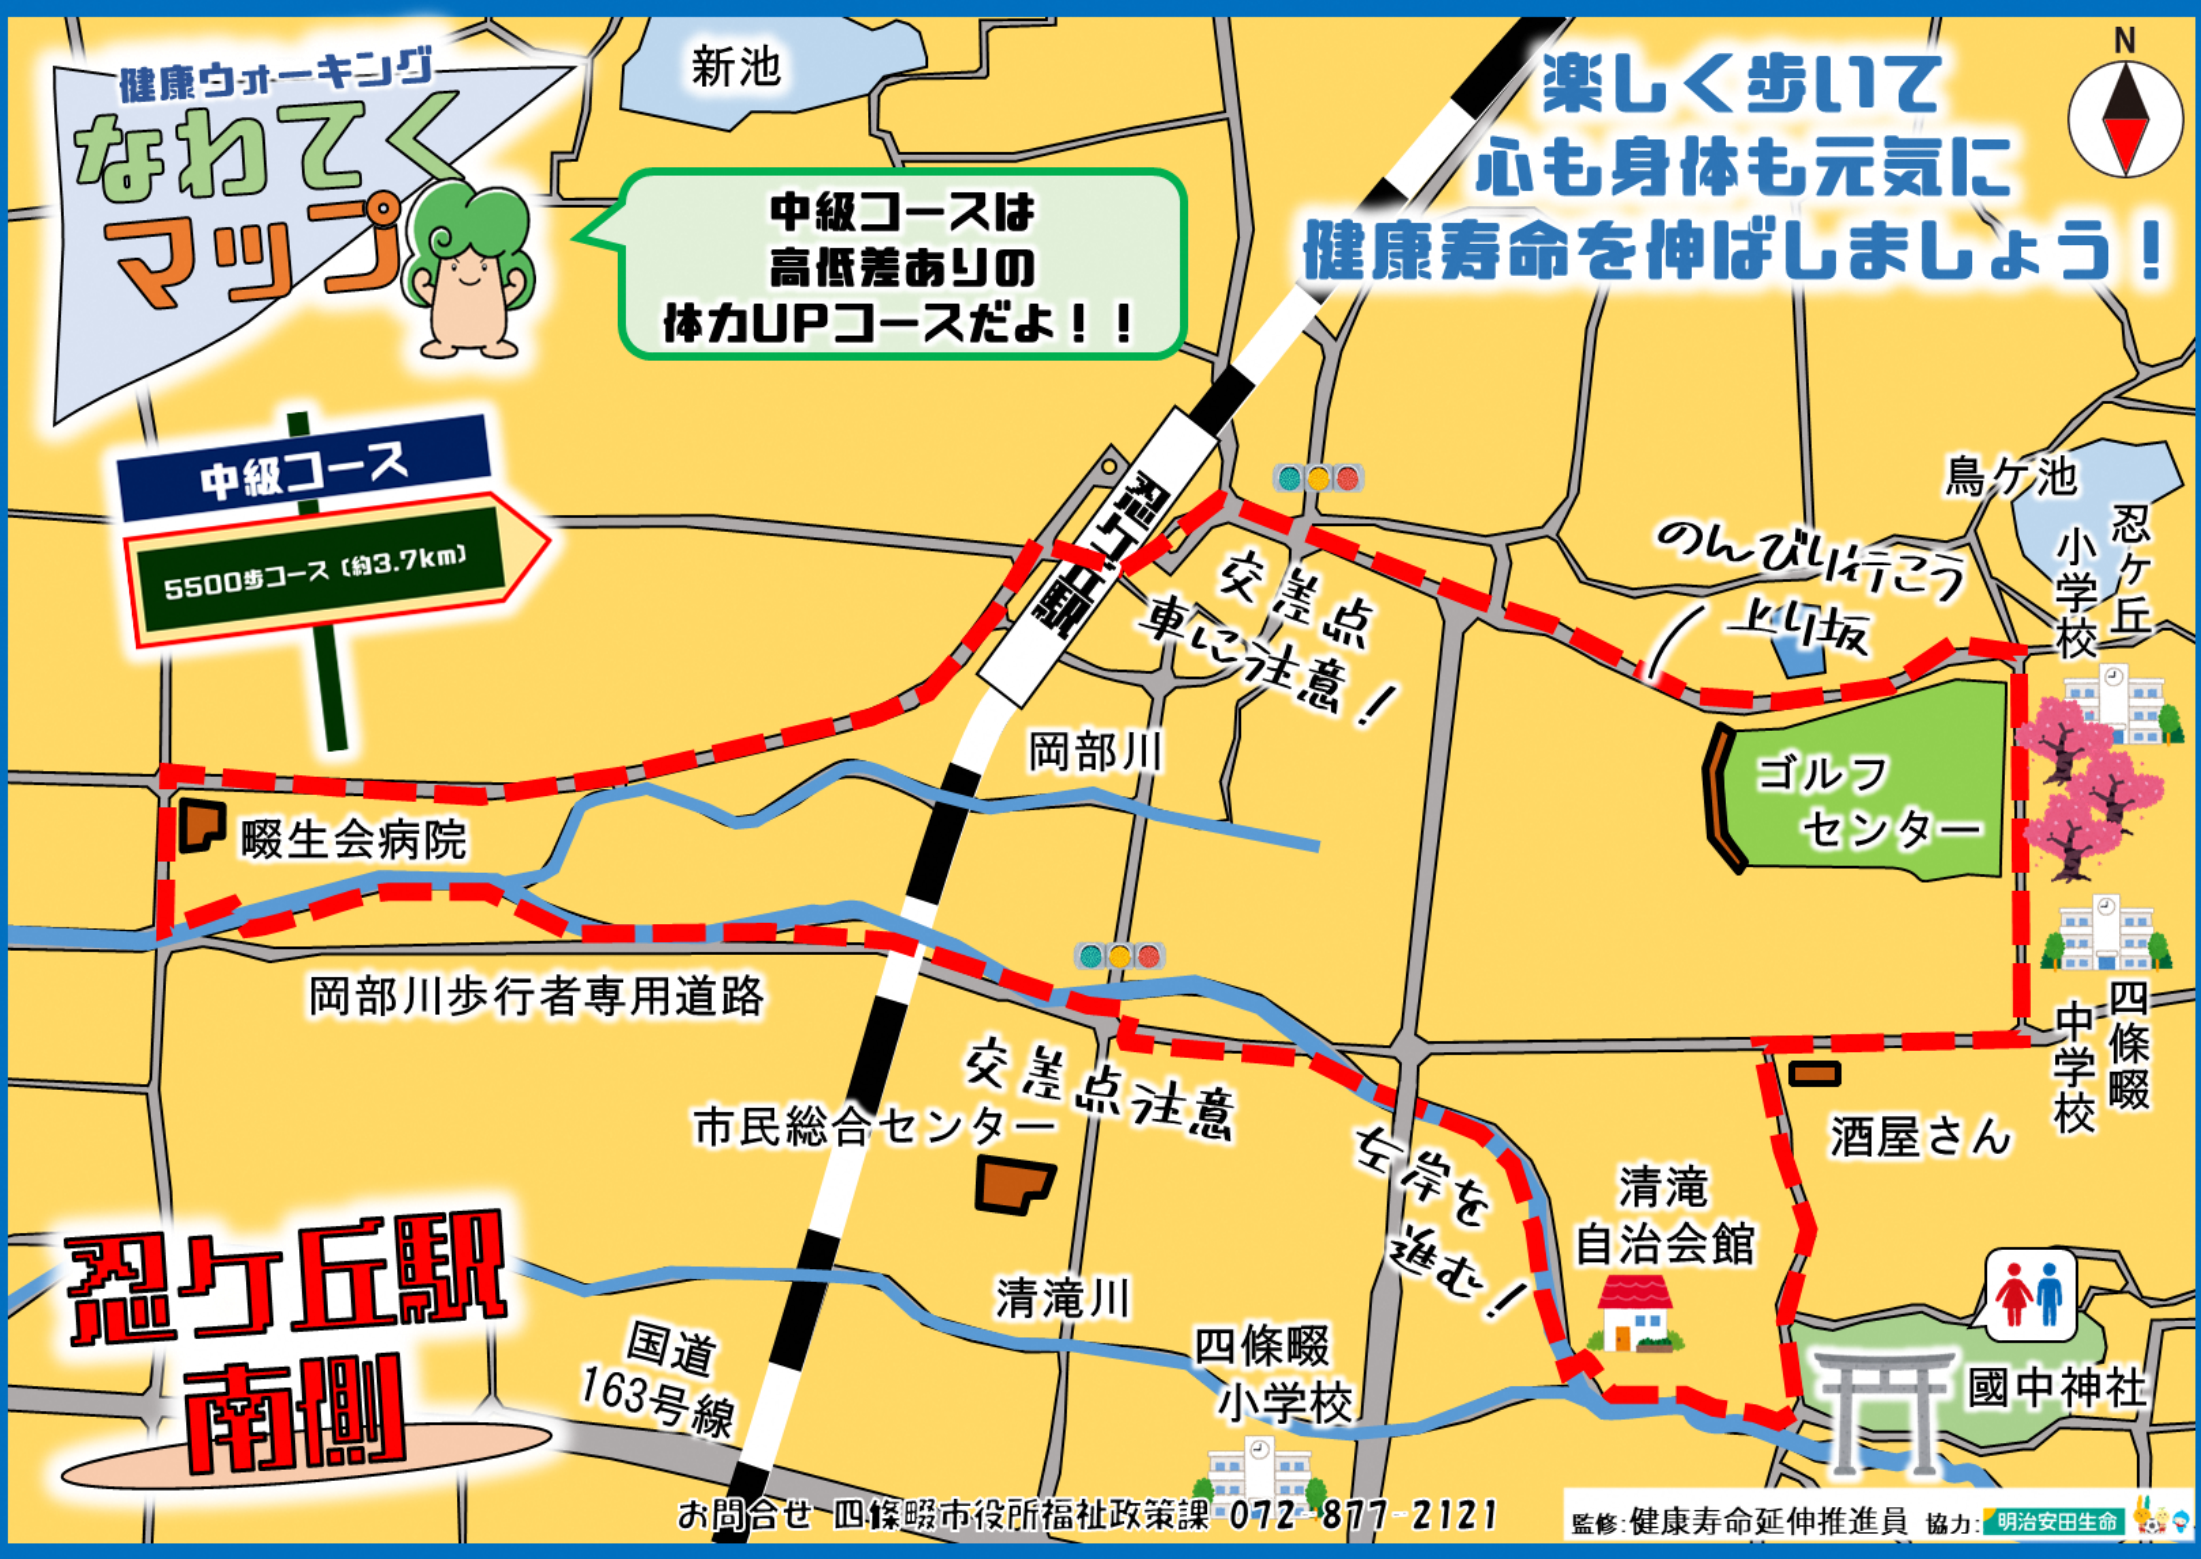 健康ウォーキング
なわてく
マップ
新池
中級コースは
高低差ありの
体力UPコースだよ！！
楽しく歩いて
心も身体も元気に
健康寿命を伸ばしましょう！
N
中級コース
5500歩コース（約3.7km）
忍ケ丘駅
交差点
車に注意！
のんびり行こう
上り坂
鳥ケ池
忍ケ丘
小学校
岡部川
ゴルフ
センター
畷生会病院
岡部川歩行者専用道路
交差点注意
市民総合センター
四條畷
中学校
酒屋さん
左岸を
進む！
清滝
自治会館
忍ケ丘駅
南側
清滝川
国道
163号線
四條畷
小学校
國中神社
お問合せ 四條畷市役所福祉政策課 072-877-2121
監修:健康寿命延伸推進員 協力:明治安田生命